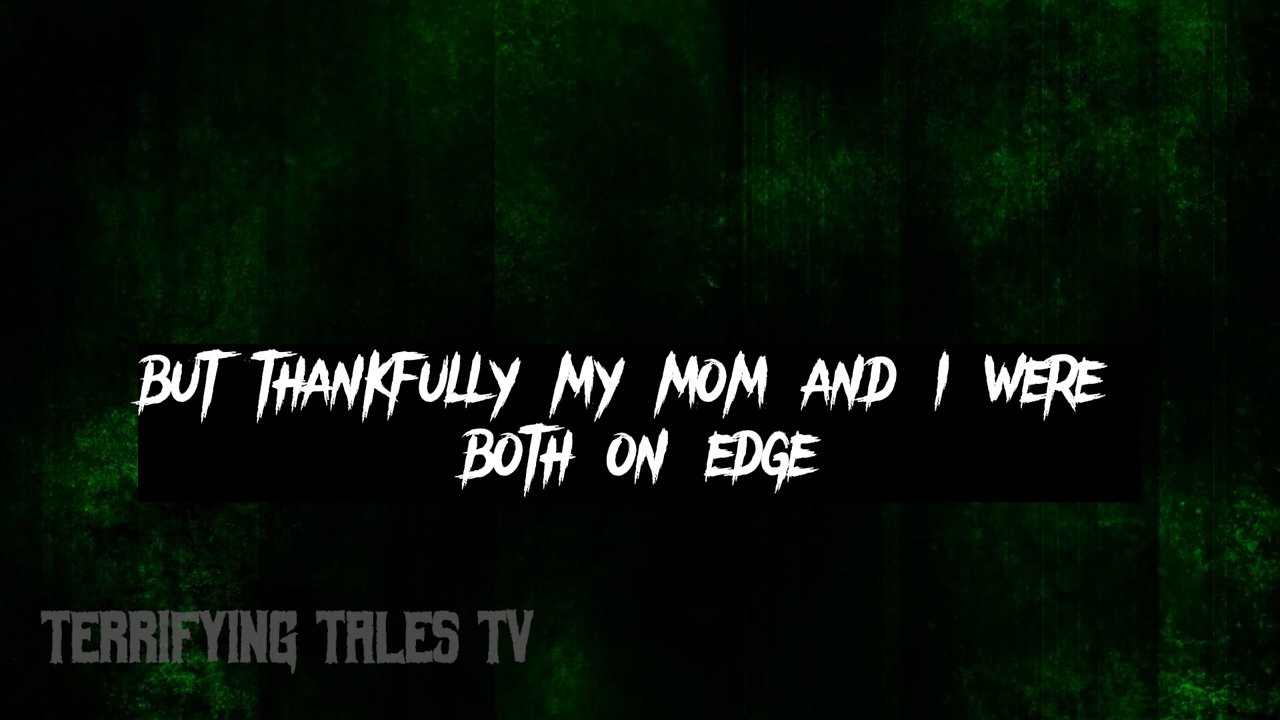 BUT THANKFULLY MY MOM AND I WERE
BOTH ON EDGE
TERRIFYING TALES TV